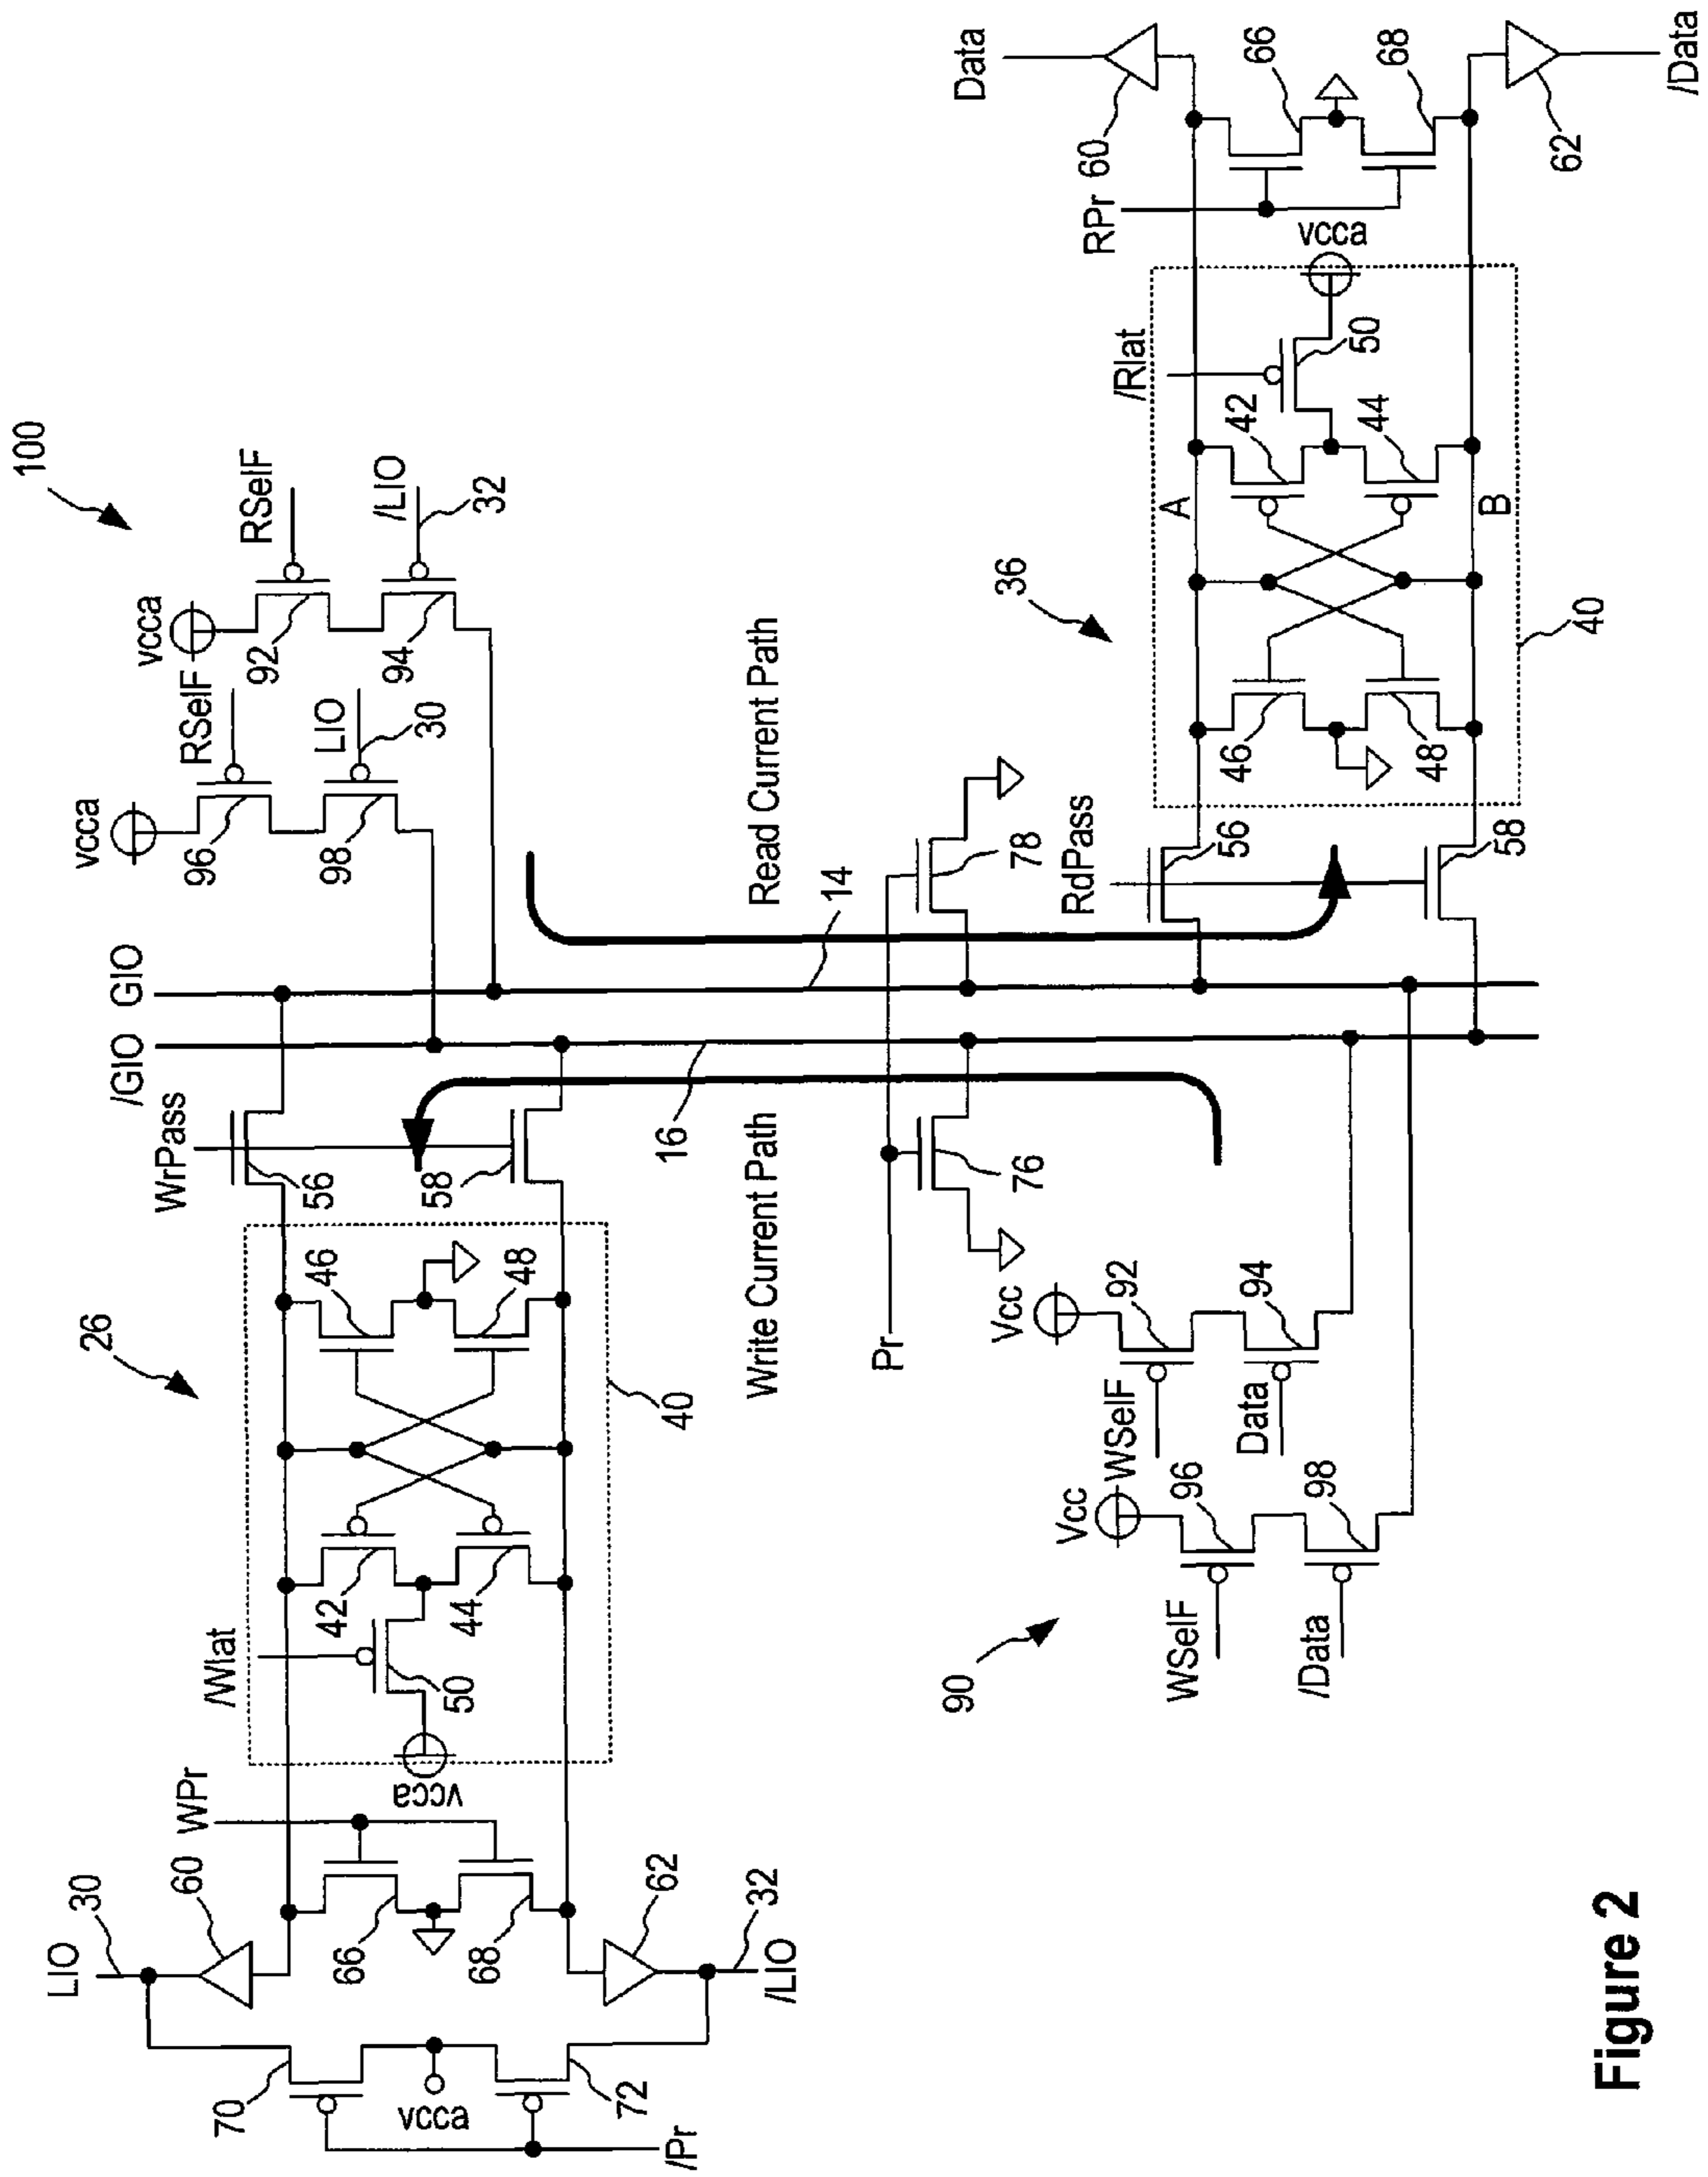 100
/GIO
GIO
vcca
RSelF
96
LIO
30
98
vcca
RSelF
92
/LIO
32
94
26
WrPass
56
58
46
48
40
42
44
/Wlat
50
vcca
WPr
LIO
30
60
66
68
62
32
/LIO
70
72
vcca
/Pr
Write Current Path
Read Current Path
16
14
Pr
76
78
90
Vcc
WSelF
96
/Data
98
Vcc
WSelF
92
Data
94
36
RdPass
56
58
A
B
46
48
42
44
/Rlat
50
vcca
40
RPr
66
68
60
Data
62
/Data
Figure 2